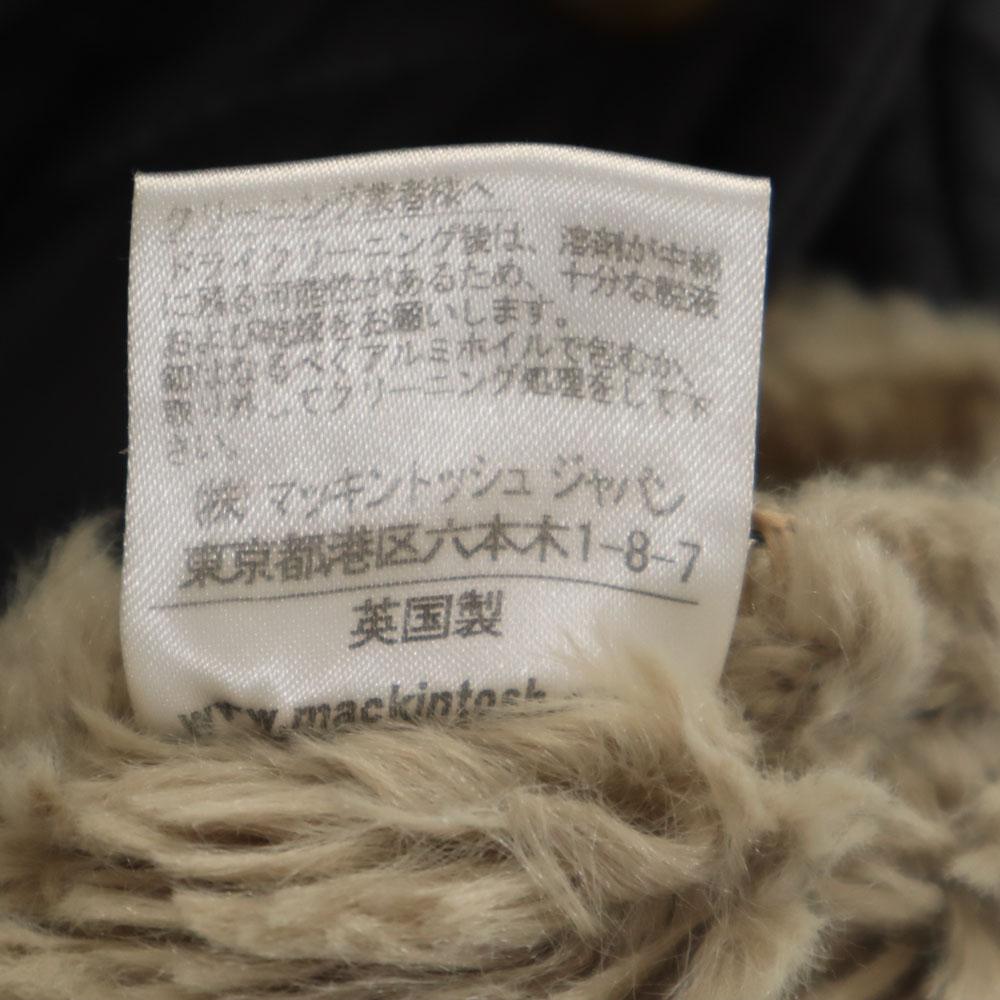 クリーニング業者様へ
ドライクリーニング後は、溶剤が中綿
に残る可能性があるため、十分な脱液
および乾燥をお願いします。
釦はなるべくアルミホイルで包むか、
取り外してクリーニング処理をして下
さい。
(株) マッキントッシュ ジャパン
東京都港区六本木1-8-7
英国製
www.mackintosh